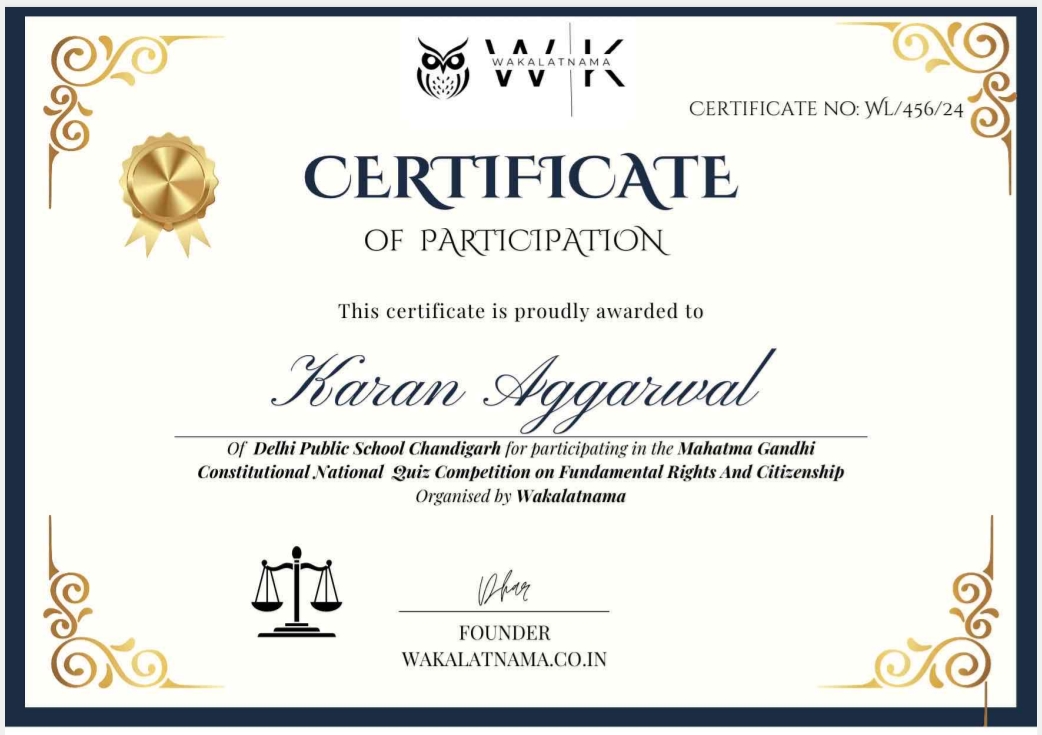 W K
WAKALATNAMA
CERTIFICATE NO: WL/456/24
CERTIFICATE
OF PARTICIPATION
This certificate is proudly awarded to
Karan Aggarwal
Of Delhi Public School Chandigarh for participating in the Mahatma Gandhi
Constitutional National Quiz Competition on Fundamental Rights And Citizenship
Organised by Wakalatnama
Dhar
FOUNDER
WAKALATNAMA.CO.IN